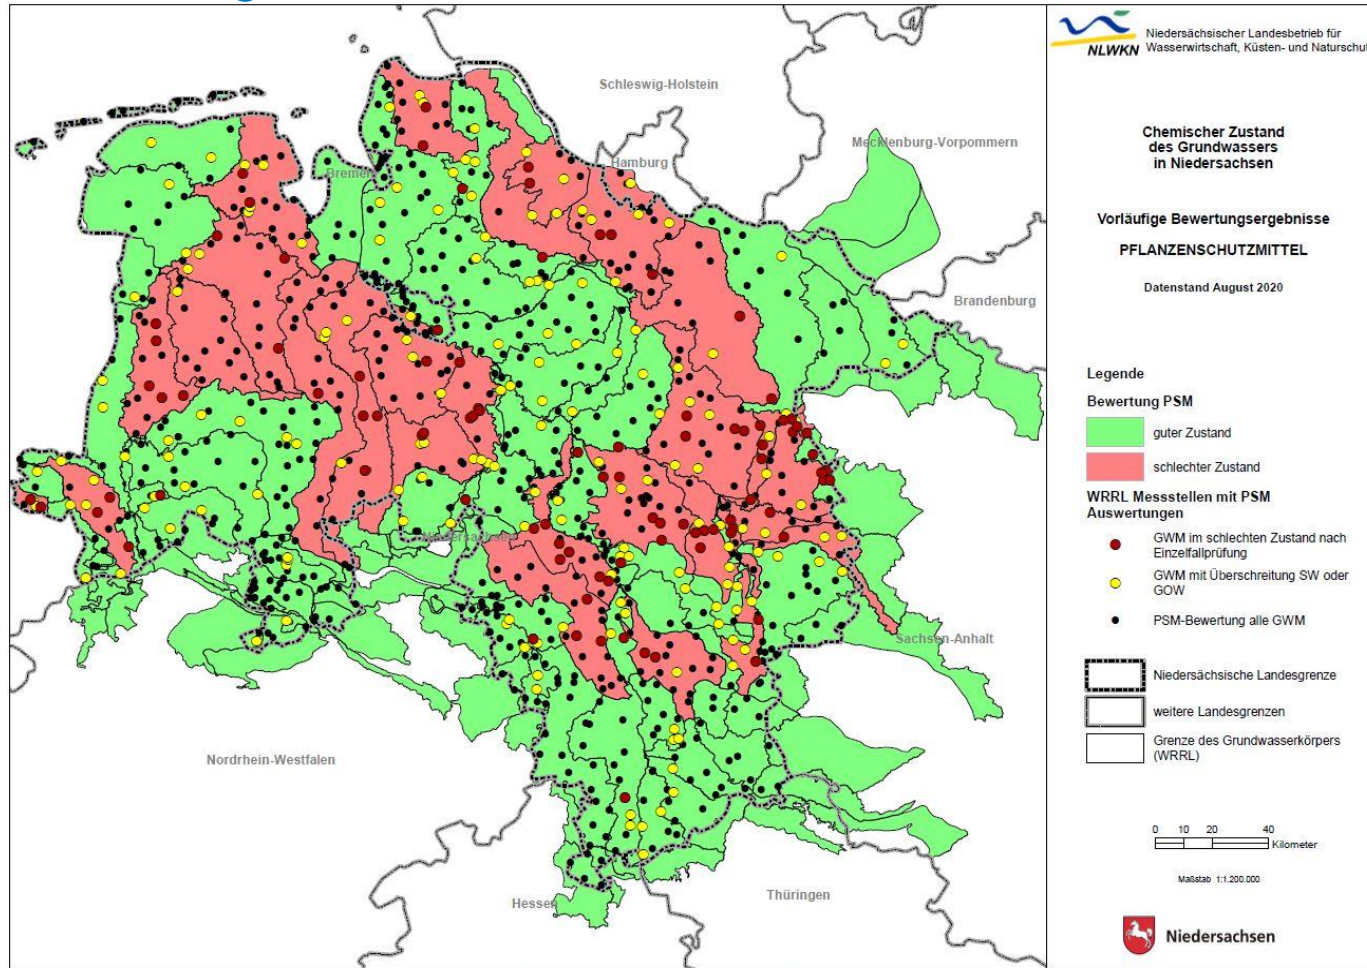 NLWKN
Niedersächsischer Landesbetrieb für
Wasserwirtschaft, Küsten- und Naturschut
Chemischer Zustand
des Grundwassers
in Niedersachsen
Vorläufige Bewertungsergebnisse
PFLANZENSCHUTZMITTEL
Datenstand August 2020
Legende
Bewertung PSM
guter Zustand
schlechter Zustand
WRRL Messstellen mit PSM
Auswertungen
GWM im schlechten Zustand nach
Einzelfallprüfung
GWM mit Überschreitung SW oder
GOW
PSM-Bewertung alle GWM
Niedersächsische Landesgrenze
weitere Landesgrenzen
Grenze des Grundwasserkörpers
(WRRL)
0 10 20 40
Kilometer
Maßstab 1:1.200.000
Niedersachsen
Schleswig-Holstein
Mecklenburg-Vorpommern
Hamburg
Bremen
Brandenburg
Niedersachsen
Sachsen-Anhalt
Nordrhein-Westfalen
Thüringen
Hessen